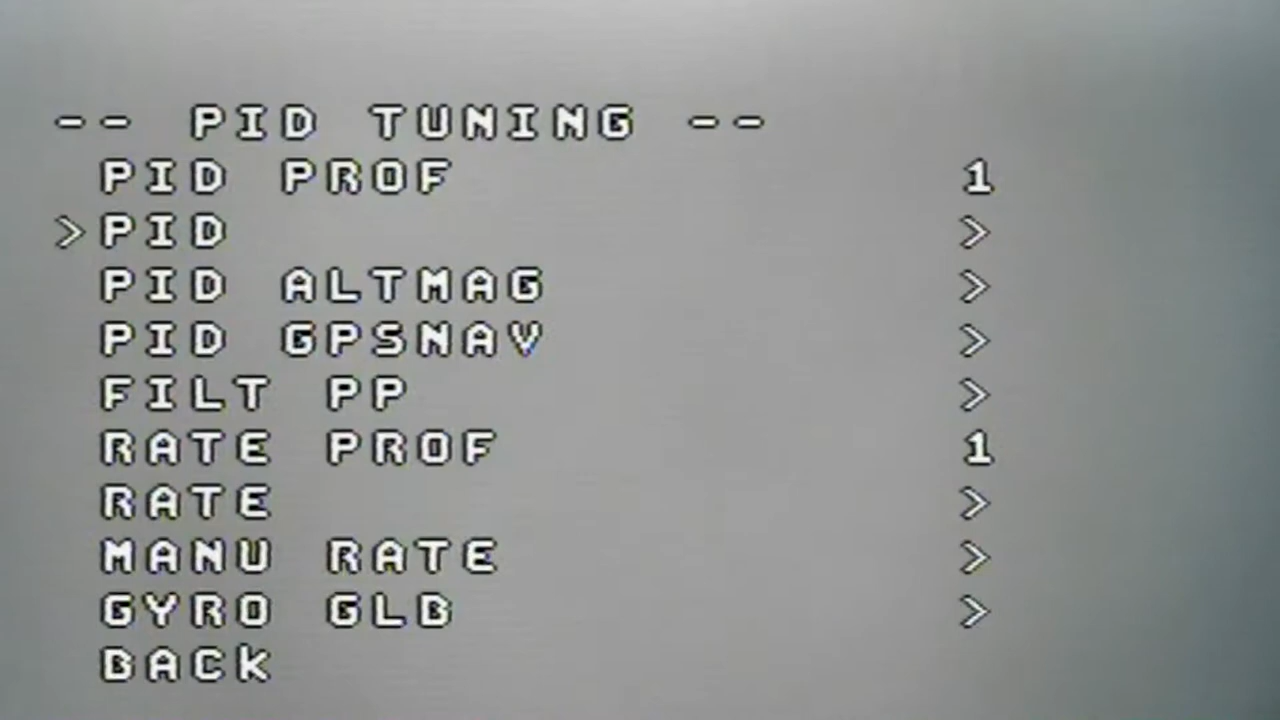 -- PID TUNING --
PID PROF 1
>PID >
PID ALTMAG >
PID GPSNAV >
FILT PP >
RATE PROF 1
RATE >
MANU RATE >
GYRO GLB >
BACK